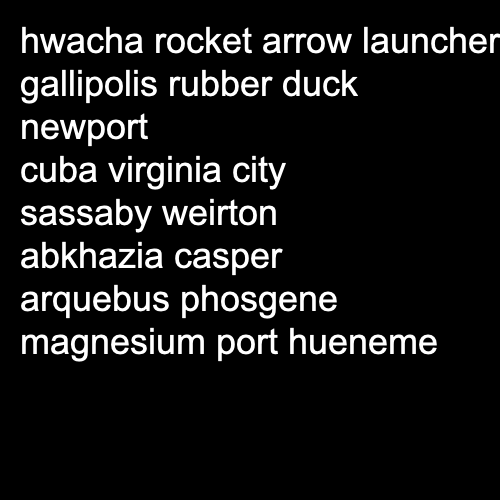 hwacha rocket arrow launcher
gallipolis rubber duck
newport
cuba virginia city
sassaby weirton
abkhazia casper
arquebus phosgene
magnesium port hueneme